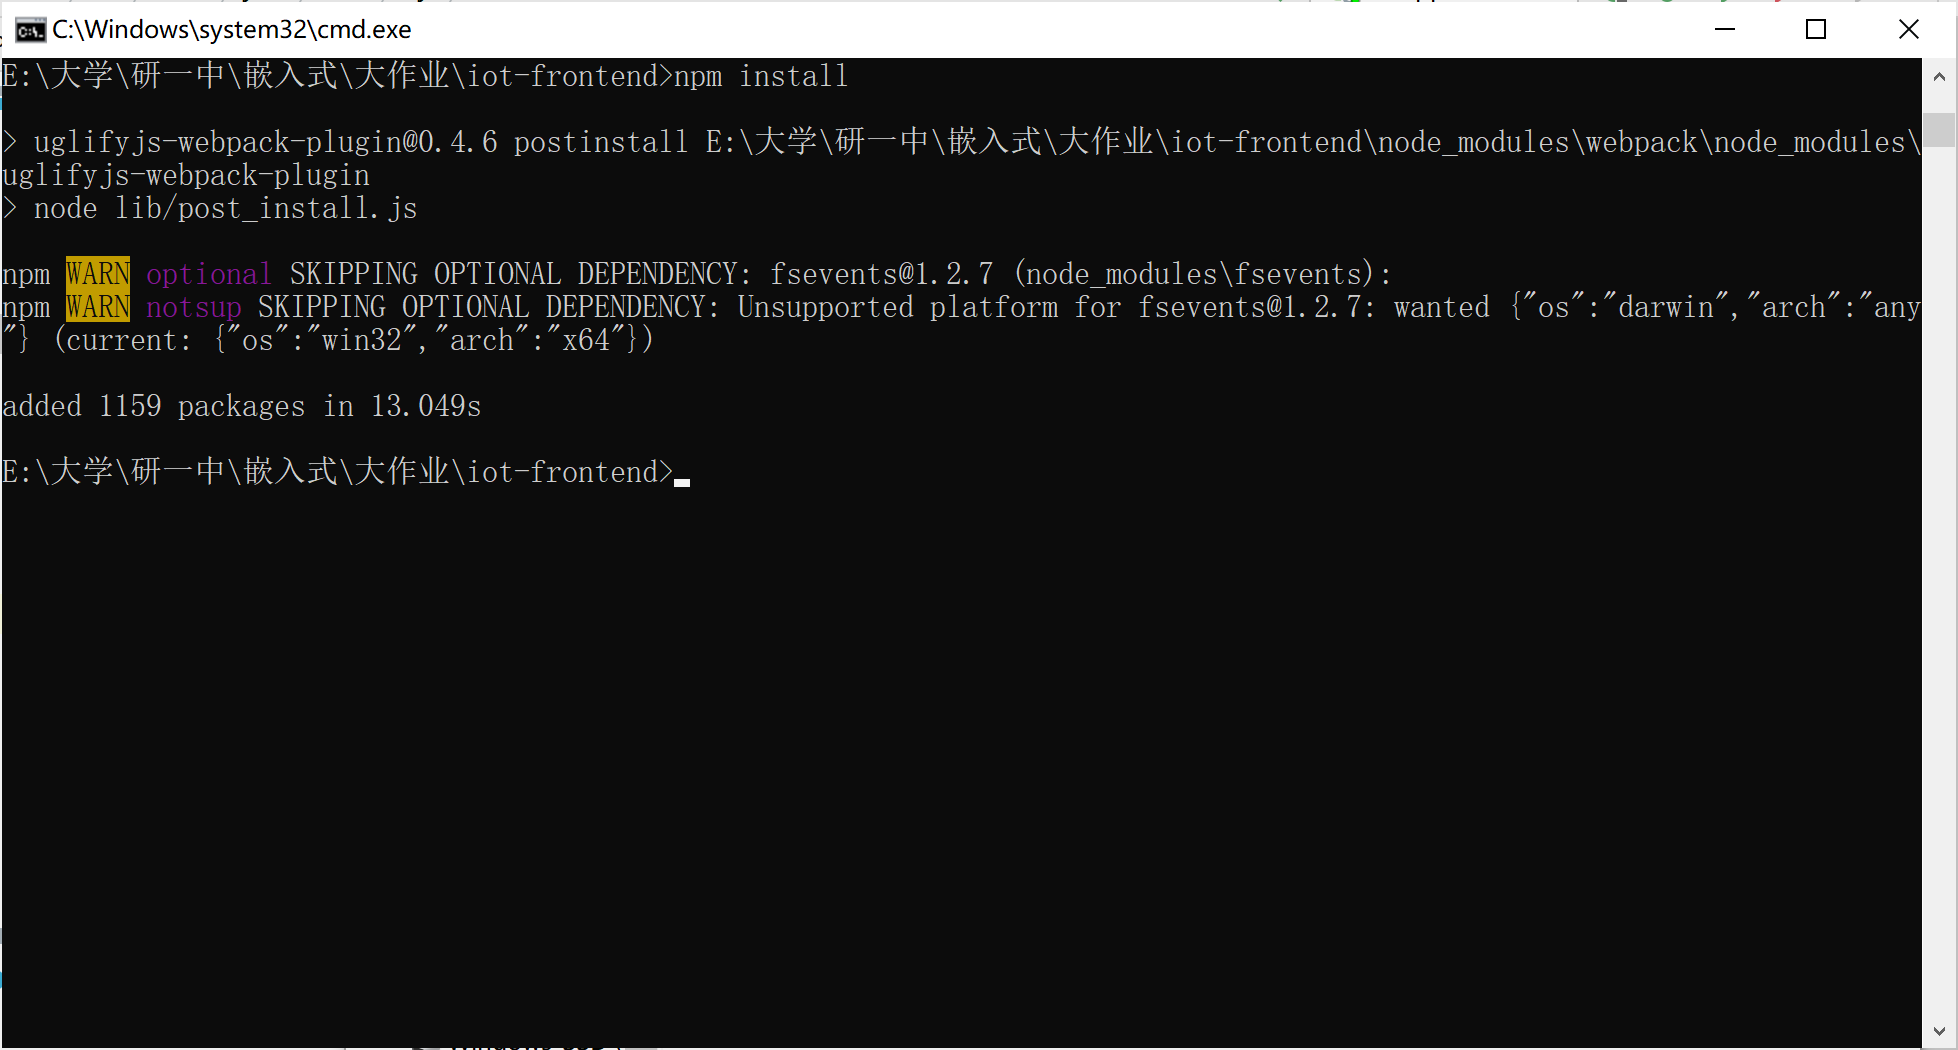 C:\Windows\system32\cmd.exe
E:\大学\研一中\嵌入式\大作业\iot-frontend>npm install
> uglifyjs-webpack-plugin@0.4.6 postinstall E:\大学\研一中\嵌入式\大作业\iot-frontend\node_modules\webpack\node_modules\
uglifyjs-webpack-plugin
> node lib/post_install.js
npm WARN optional SKIPPING OPTIONAL DEPENDENCY: fsevents@1.2.7 (node_modules\fsevents):
npm WARN notsup SKIPPING OPTIONAL DEPENDENCY: Unsupported platform for fsevents@1.2.7: wanted {"os":"darwin","arch":"any
"} (current: {"os":"win32","arch":"x64"})
added 1159 packages in 13.049s
E:\大学\研一中\嵌入式\大作业\iot-frontend>